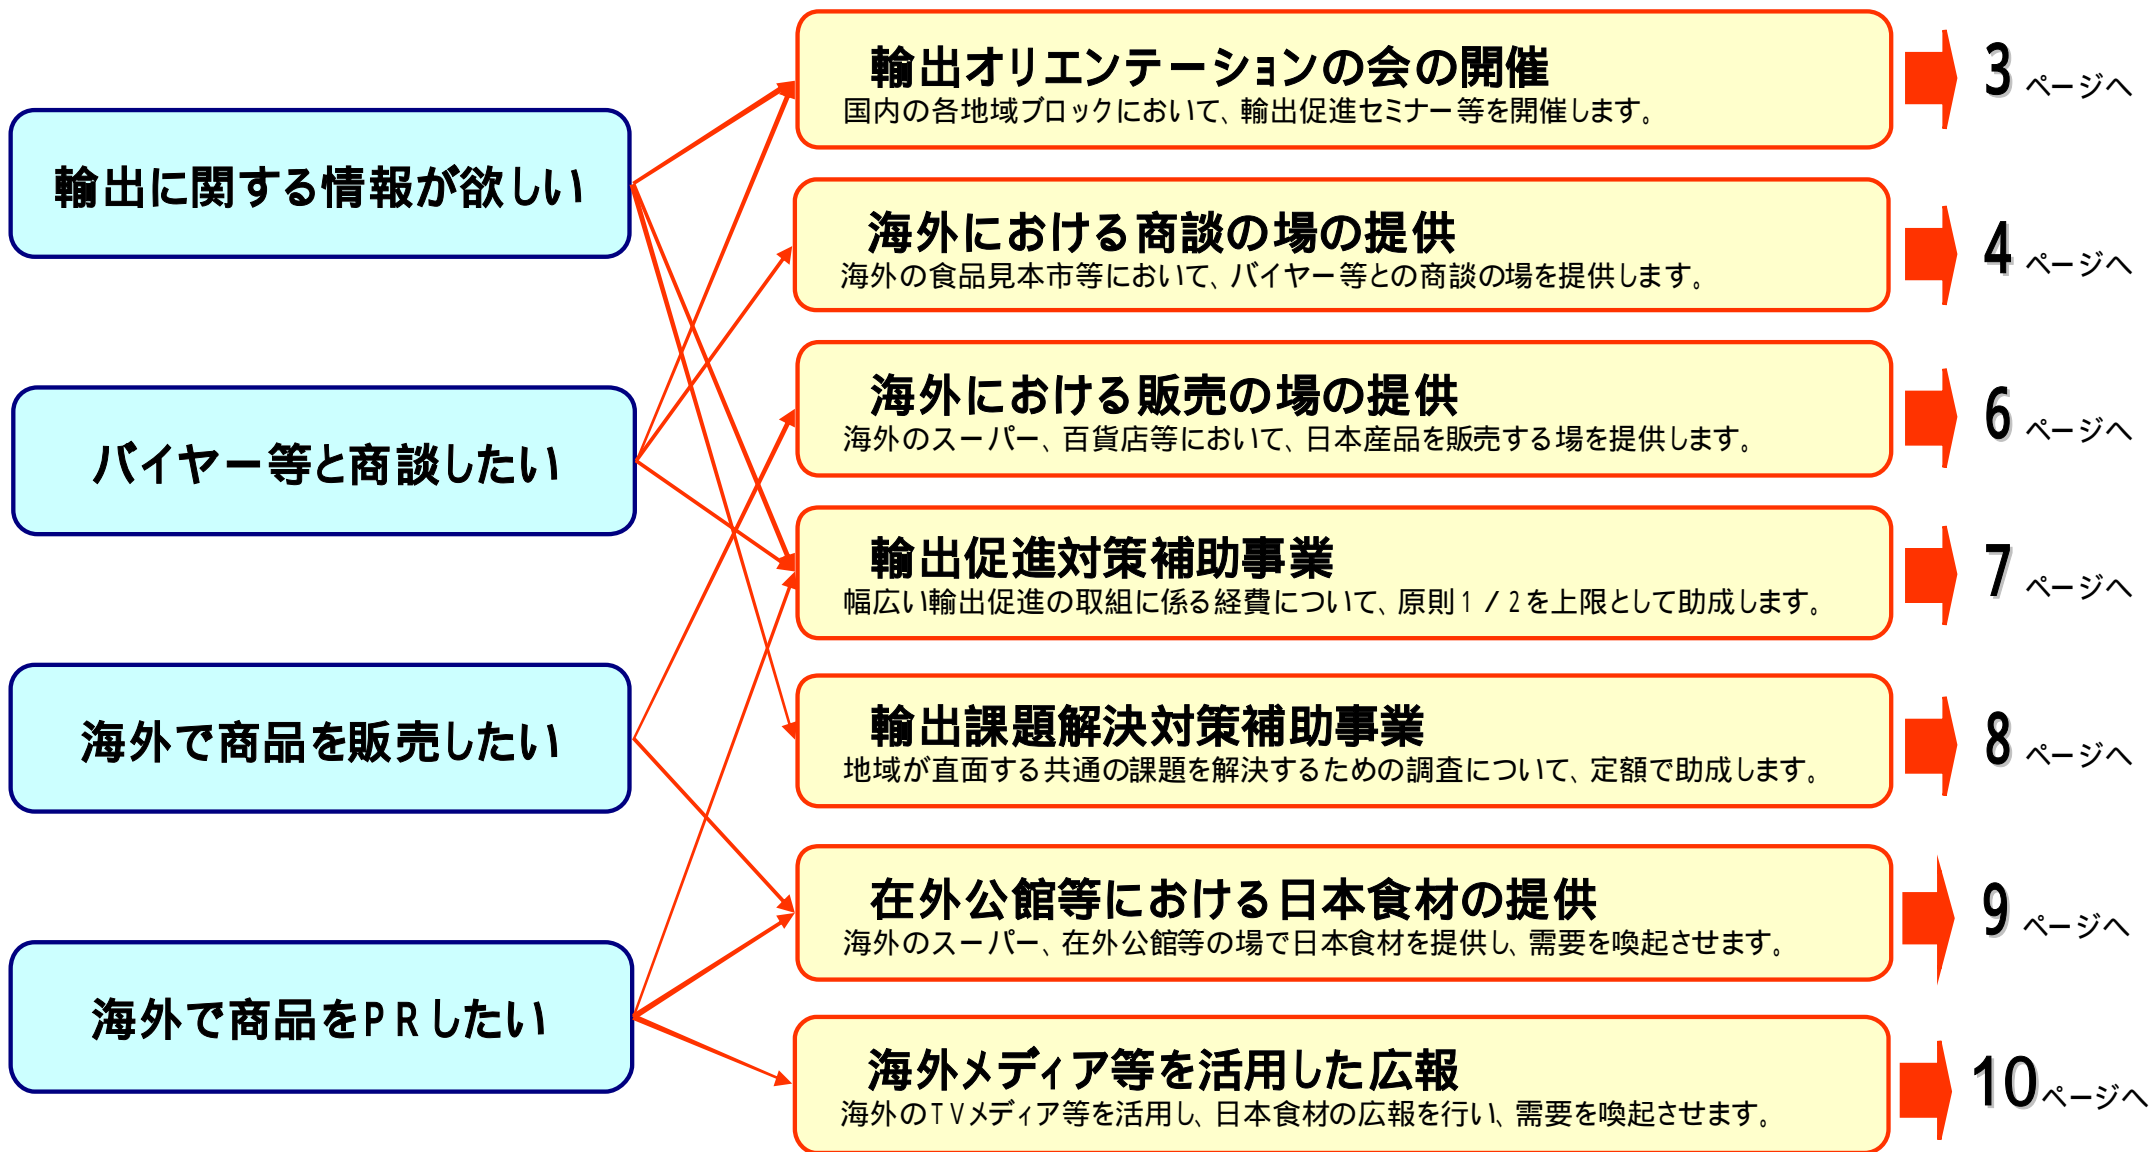 輸出に関する情報が欲しい
バイヤー等と商談したい
海外で商品を販売したい
海外で商品をPRしたい
輸出オリエンテーションの会の開催
国内の各地域ブロックにおいて、輸出促進セミナー等を開催します。
3 ページへ
海外における商談の場の提供
海外の食品見本市等において、バイヤー等との商談の場を提供します。
4 ページへ
海外における販売の場の提供
海外のスーパー、百貨店等において、日本産品を販売する場を提供します。
6 ページへ
輸出促進対策補助事業
幅広い輸出促進の取組に係る経費について、原則1/2を上限として助成します。
7 ページへ
輸出課題解決対策補助事業
地域が直面する共通の課題を解決するための調査について、定額で助成します。
8 ページへ
在外公館等における日本食材の提供
海外のスーパー、在外公館等の場で日本食材を提供し、需要を喚起させます。
9 ページへ
海外メディア等を活用した広報
海外のTVメディア等を活用し、日本食材の広報を行い、需要を喚起させます。
10ページへ